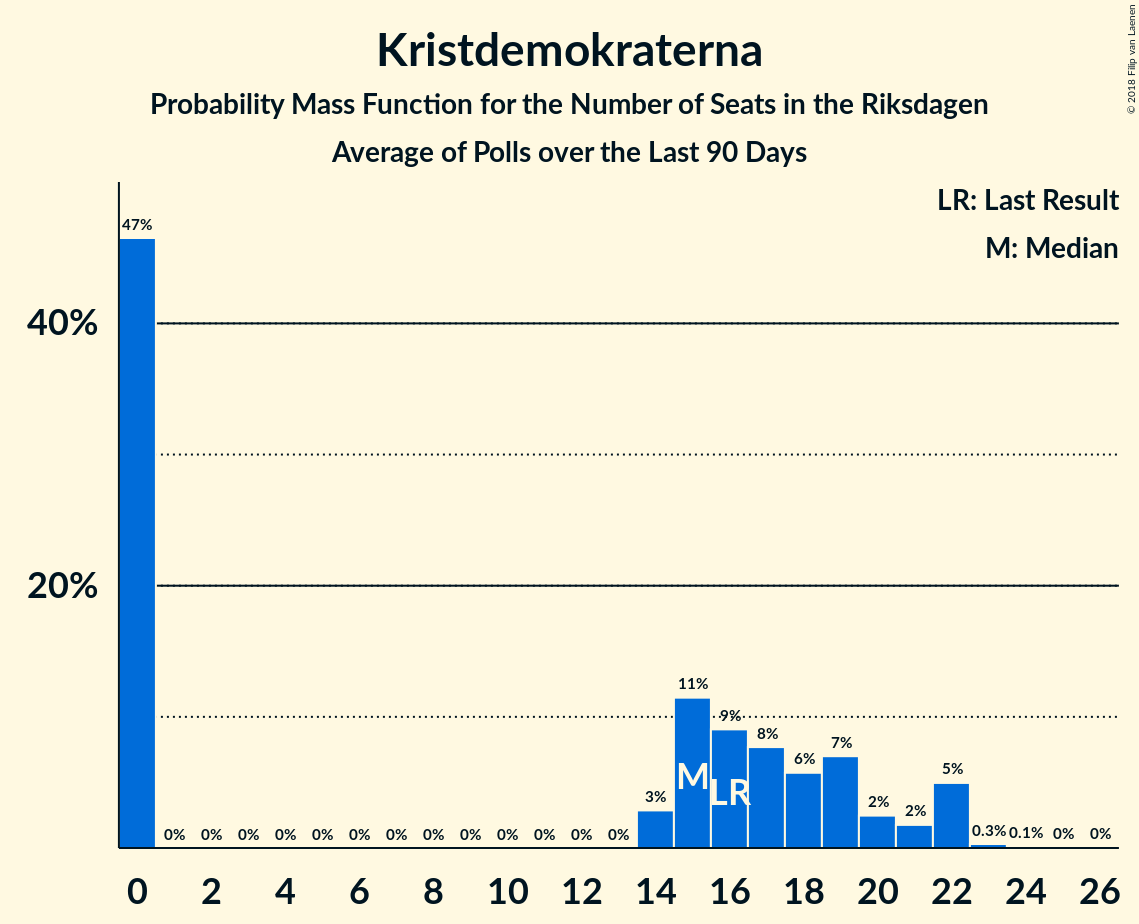 Kristdemokraterna
Probability Mass Function for the Number of Seats in the Riksdagen
Average of Polls over the Last 90 Days
© 2018 Filip van Laenen
LR: Last Result
M: Median
47%
40%
20%
0% 0% 0% 0% 0% 0% 0% 0% 0% 0% 0% 0% 0% 3% 11% 9% 8% 6% 7% 2% 2% 5% 0.3% 0.1% 0% 0%
M LR
0 2 4 6 8 10 12 14 16 18 20 22 24 26